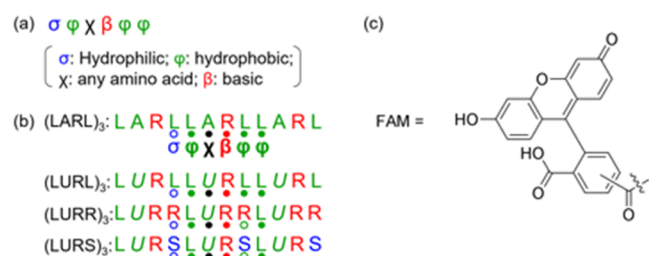 (a) σ φ χ β φ φ
σ: Hydrophilic; φ: hydrophobic;
χ: any amino acid; β: basic
(b) (LARL)₃: L A R L L A R L L A R L
σ φ χ β φ φ
(LURL)₃: L U R L L U R L L U R L
(LURR)₃: L U R R L U R R L U R R
(LURS)₃: L U R S L U R S L U R S
(c)
FAM =
O
O
HO
HO
O
O